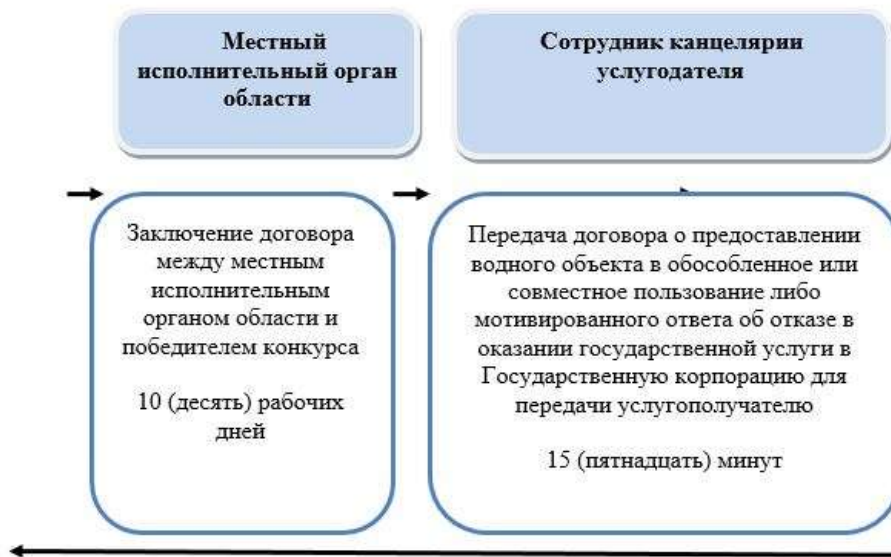 Местный
исполнительный орган
области
Сотрудник канцелярии
услугодателя
Заключение договора
между местным
исполнительным
органом области и
победителем конкурса
10 (десять) рабочих
дней
Передача договора о предоставлении
водного объекта в обособленное или
совместное пользование либо
мотивированного ответа об отказе в
оказании государственной услуги в
Государственную корпорацию для
передачи услугополучателю
15 (пятнадцать) минут